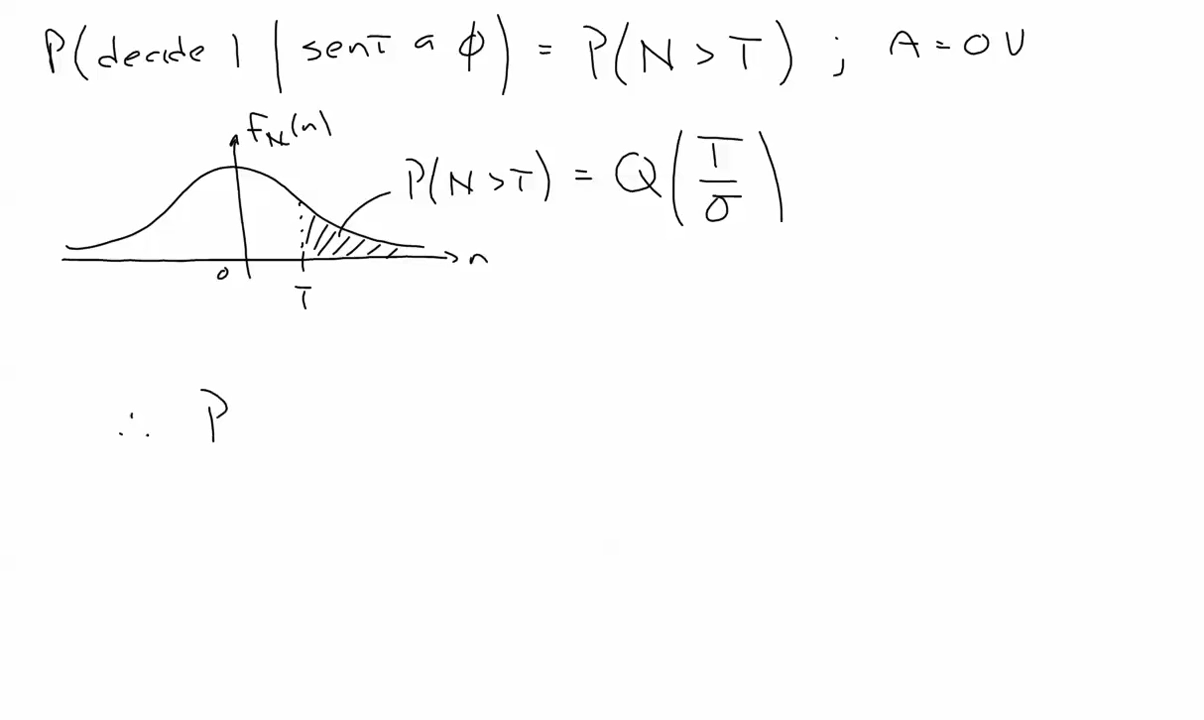 P(decide 1 | sent a ϕ) = P(N > T) ; A = 0 V
f_N(n)
P(N > T) = Q(T/σ)
0
n
T
∴ P